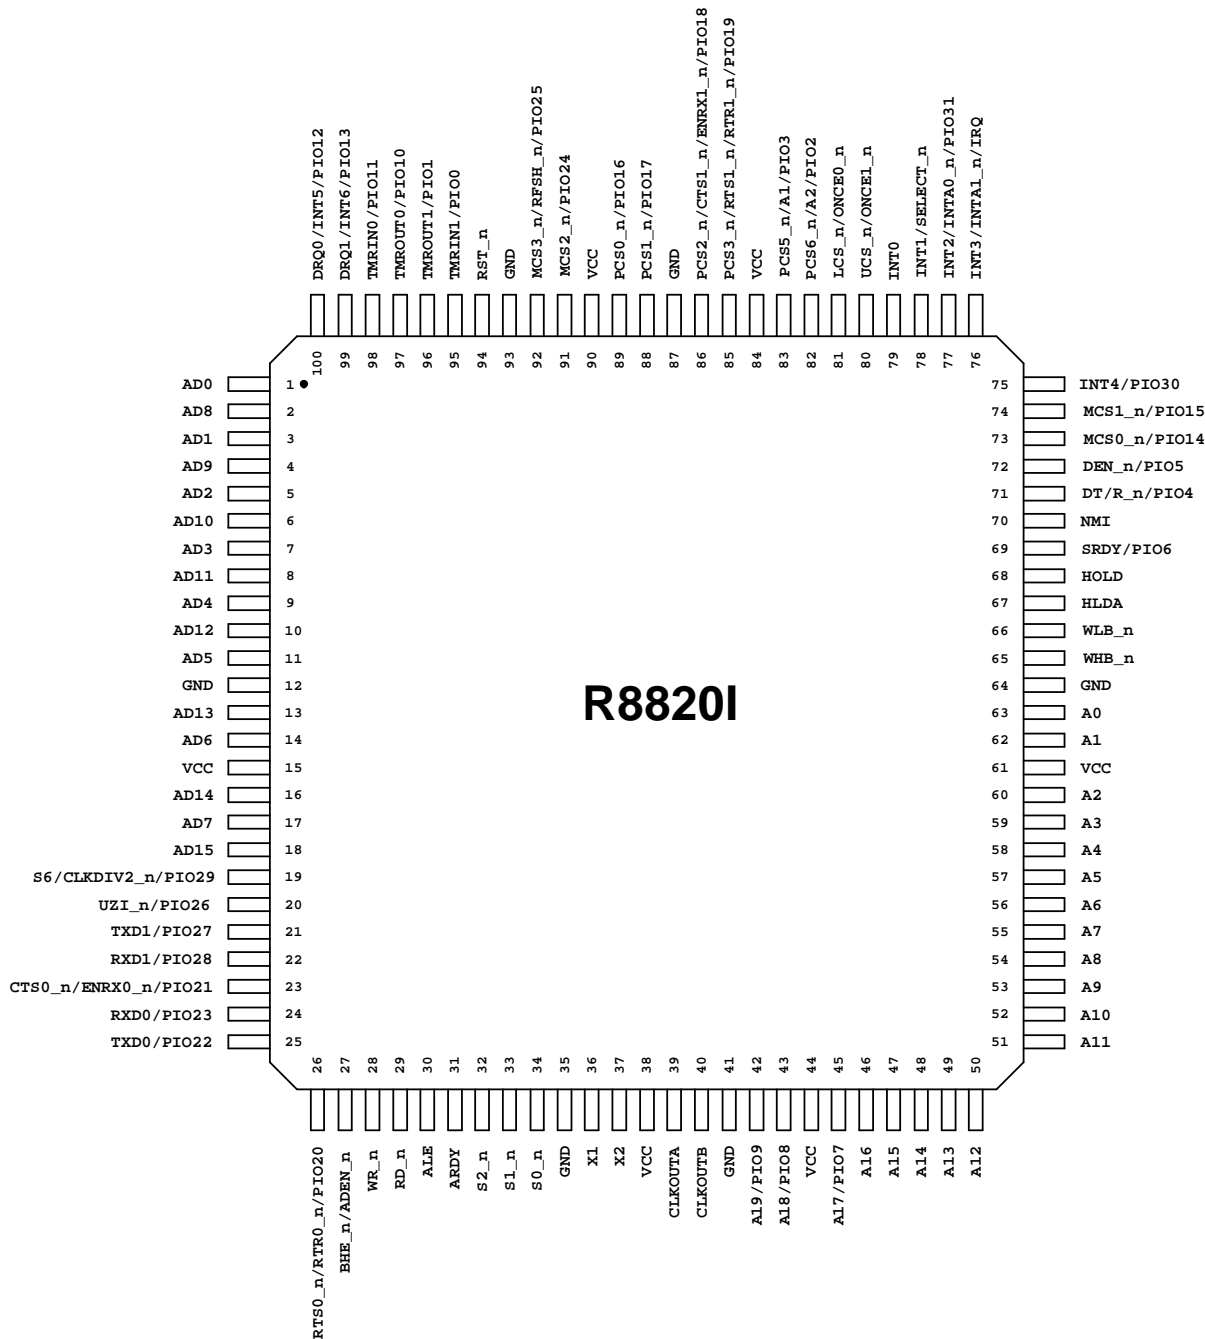 DRQ0/INT5/PIO12
DRQ1/INT6/PIO13
TMRIN0/PIO11
TMROUT0/PIO10
TMROUT1/PIO1
TMRIN1/PIO0
RST_n
GND
MCS3_n/RFSH_n/PIO25
MCS2_n/PIO24
VCC
PCS0_n/PIO16
PCS1_n/PIO17
GND
PCS2_n/CTS1_n/ENRX1_n/PIO18
PCS3_n/RTS1_n/RTR1_n/PIO19
VCC
PCS5_n/A1/PIO3
PCS6_n/A2/PIO2
LCS_n/ONCE0_n
UCS_n/ONCE1_n
INT0
INT1/SELECT_n
INT2/INTA0_n/PIO31
INT3/INTA1_n/IRQ
100
99
98
97
96
95
94
93
92
91
90
89
88
87
86
85
84
83
82
81
80
79
78
77
76
AD0 1 75 INT4/PIO30
AD8 2 74 MCS1_n/PIO15
AD1 3 73 MCS0_n/PIO14
AD9 4 72 DEN_n/PIO5
AD2 5 71 DT/R_n/PIO4
AD10 6 70 NMI
AD3 7 69 SRDY/PIO6
AD11 8 68 HOLD
AD4 9 67 HLDA
AD12 10 66 WLB_n
AD5 11 65 WHB_n
GND 12 64 GND
R8820I
AD13 13 63 A0
AD6 14 62 A1
VCC 15 61 VCC
AD14 16 60 A2
AD7 17 59 A3
AD15 18 58 A4
S6/CLKDIV2_n/PIO29 19 57 A5
UZI_n/PIO26 20 56 A6
TXD1/PIO27 21 55 A7
RXD1/PIO28 22 54 A8
CTS0_n/ENRX0_n/PIO21 23 53 A9
RXD0/PIO23 24 52 A10
TXD0/PIO22 25 51 A11
26
27
28
29
30
31
32
33
34
35
36
37
38
39
40
41
42
43
44
45
46
47
48
49
50
RTS0_n/RTR0_n/PIO20
BHE_n/ADEN_n
WR_n
RD_n
ALE
ARDY
S2_n
S1_n
S0_n
GND
X1
X2
VCC
CLKOUTA
CLKOUTB
GND
A19/PIO9
A18/PIO8
VCC
A17/PIO7
A16
A15
A14
A13
A12